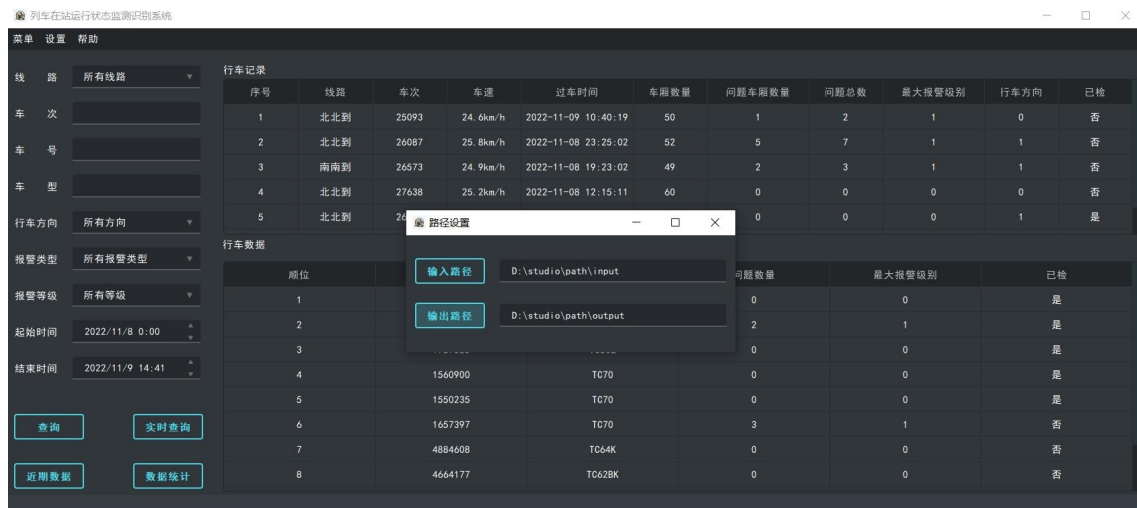 列车在站运行状态监测识别系统
菜单 设置 帮助
线 路 所有线路
车 次
车 号
车 型
行车方向 所有方向
报警类型 所有报警类型
报警等级 所有等级
起始时间 2022/11/8 0:00
结束时间 2022/11/9 14:41
查询 实时查询
近期数据 数据统计
行车记录
序号 线路 车次 车速 过车时间 车厢数量 问题车厢数量 问题总数 最大报警级别 行车方向 已检
1 北北到 25093 24.6km/h 2022-11-09 10:40:19 50 1 2 1 0 否
2 北北到 26087 25.8km/h 2022-11-08 23:25:02 52 5 7 1 1 否
3 南南到 26573 24.9km/h 2022-11-08 19:23:02 49 2 3 1 1 否
4 北北到 27638 25.2km/h 2022-11-08 12:15:11 60 0 0 0 0 否
5 北北到 26 0 0 0 1 是
行车数据
顺位 问题数量 最大报警级别 已检
1 0 0 是
2 2 1 是
3 0 0 是
4 1560900 TC70 0 0 是
5 1550235 TC70 0 0 是
6 1657397 TC70 3 1 否
7 4884608 TC64K 0 0 否
8 4664177 TC62BK 0 0 否
路径设置
输入路径 D:\studio\path\input
输出路径 D:\studio\path\output